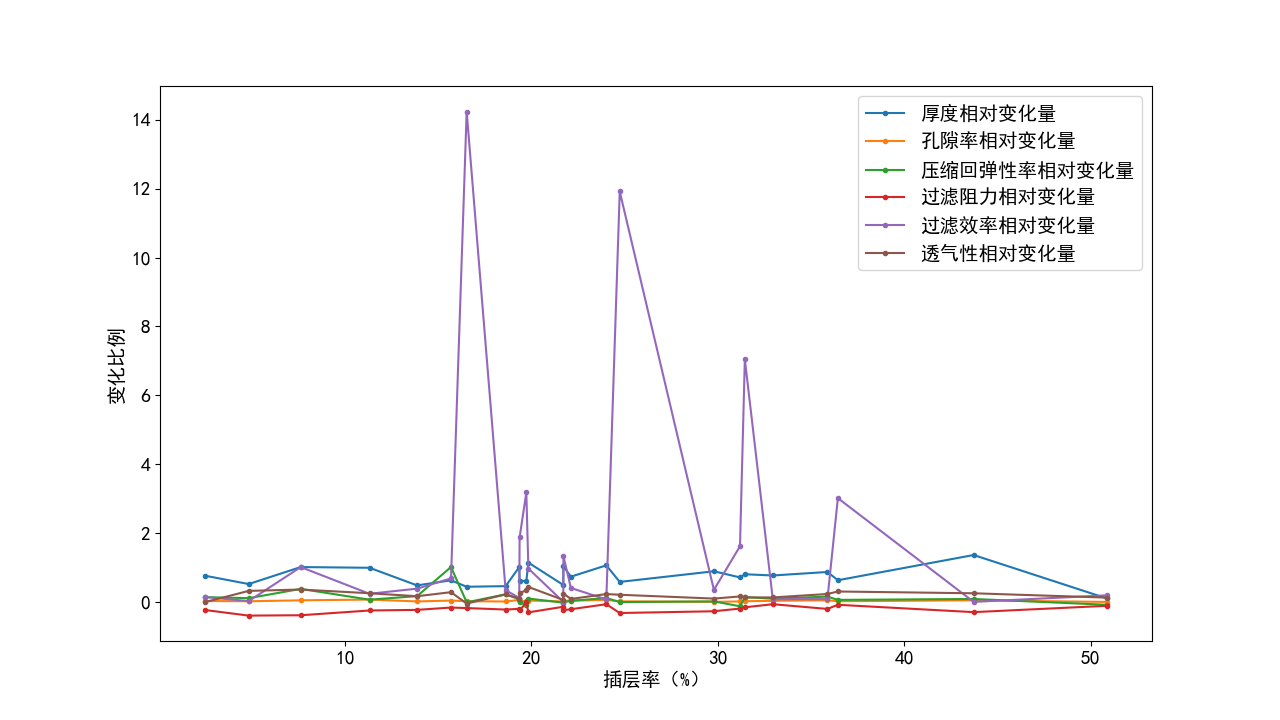 厚度相对变化量
孔隙率相对变化量
压缩回弹性率相对变化量
过滤阻力相对变化量
过滤效率相对变化量
透气性相对变化量
14
12
10
8
6
4
2
0
变化比例
10 20 30 40 50
插层率（%）